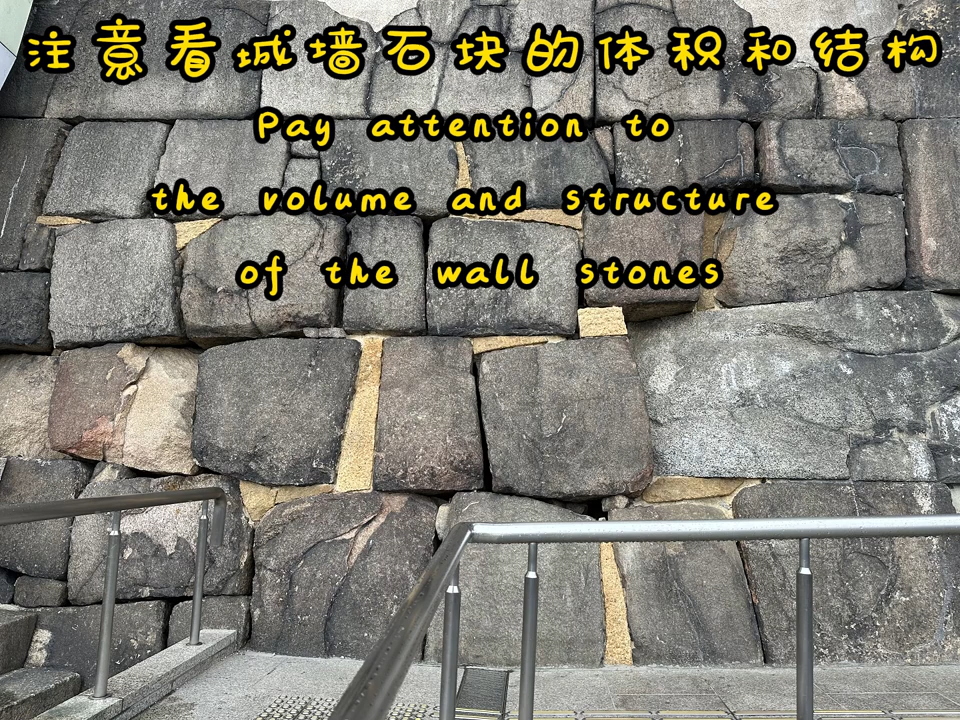 注意看城墙石块的体积和结构
Pay attention to
the volume and structure
of the wall stones